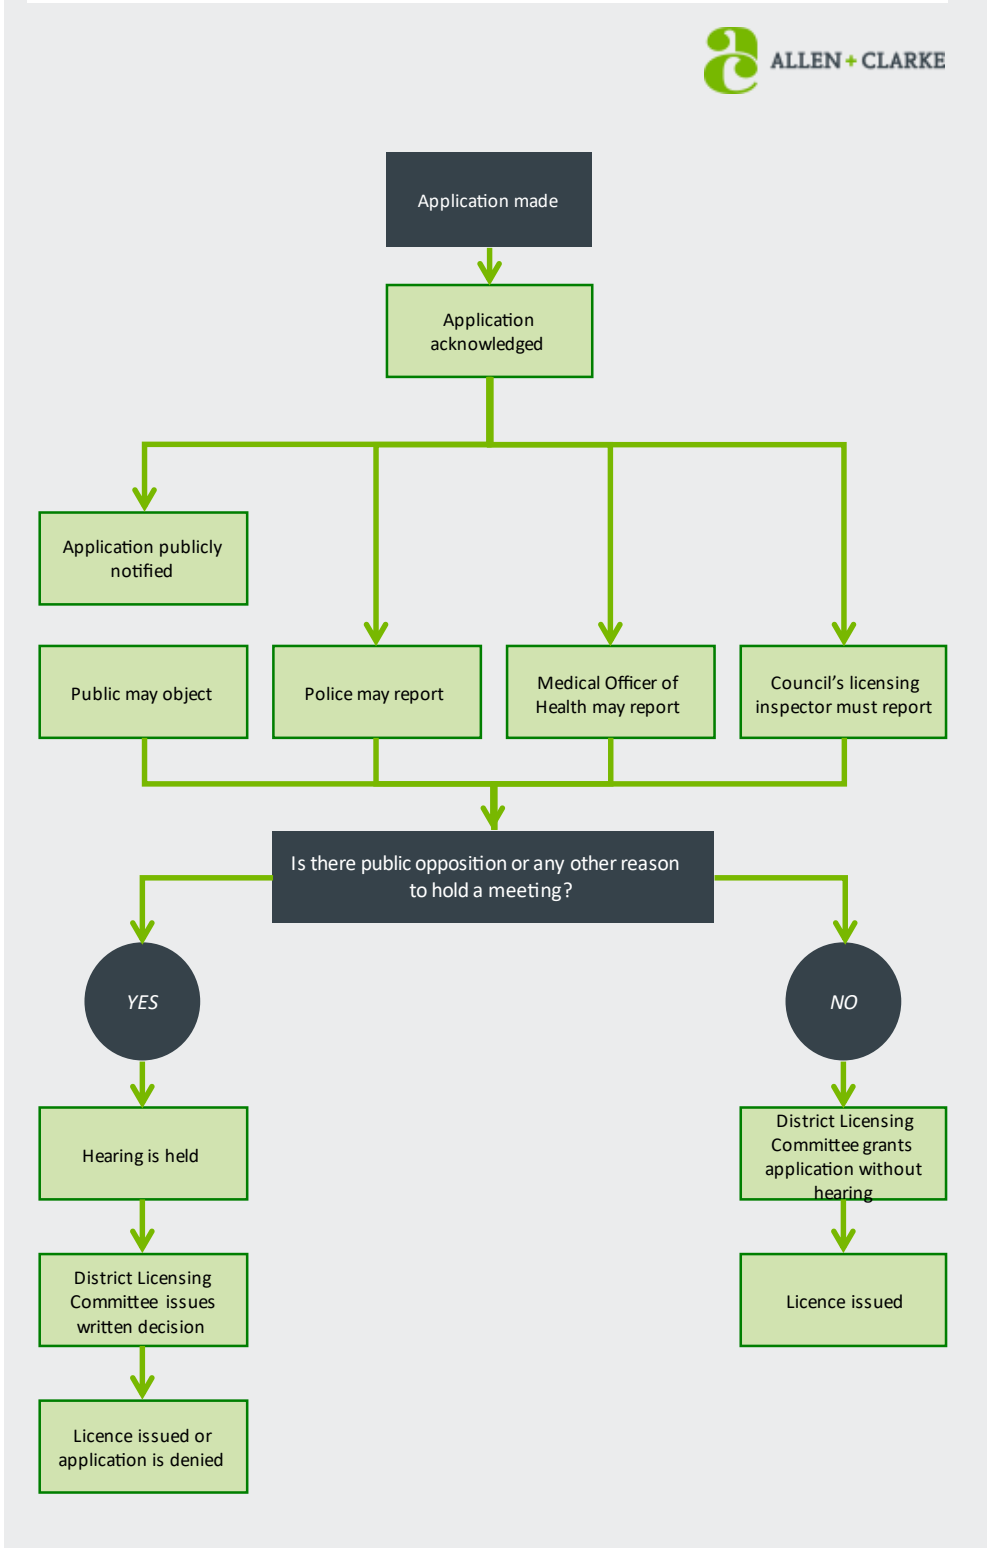 ALLEN+CLARKE
Application made
Application
acknowledged
Application publicly
notified
Public may object
Police may report
Medical Officer of
Health may report
Council’s licensing
inspector must report
Is there public opposition or any other reason
to hold a meeting?
YES
NO
Hearing is held
District Licensing
Committee grants
application without
hearing
District Licensing
Committee issues
written decision
Licence issued
Licence issued or
application is denied